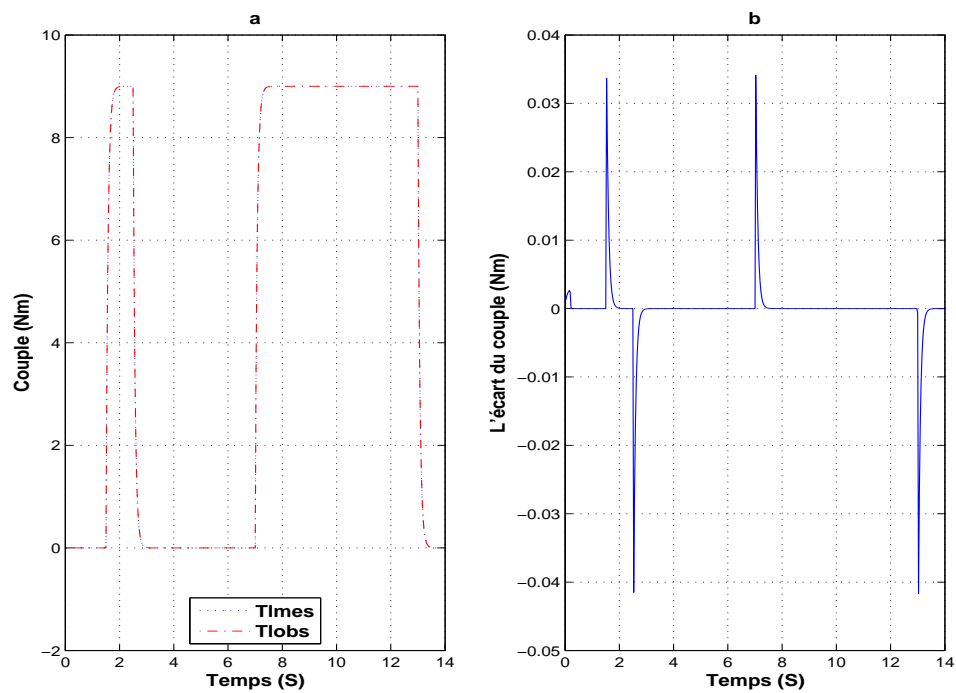 a
10
8
6
4
2
0
−2
Couple (Nm)
0 2 4 6 8 10 12 14
Temps (S)
Tlmes
Tlobs
b
0.04
0.03
0.02
0.01
0
−0.01
−0.02
−0.03
−0.04
−0.05
L'écart du couple (Nm)
0 2 4 6 8 10 12 14
Temps (S)